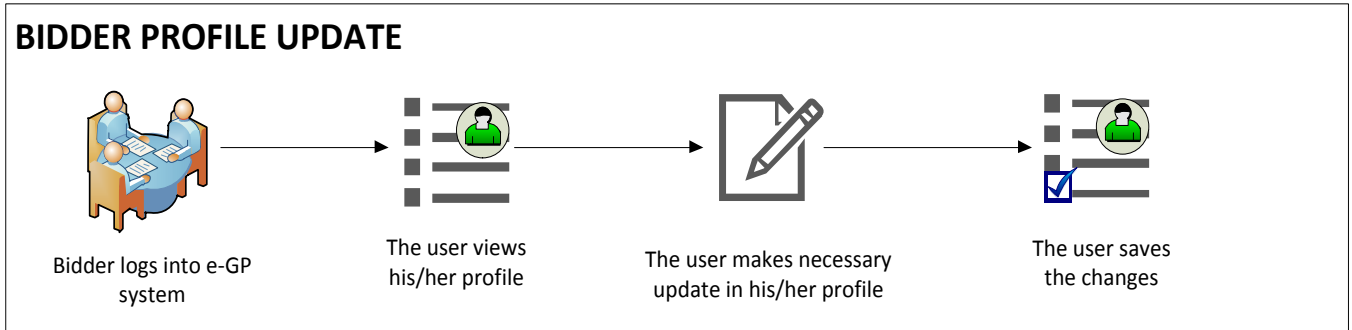 BIDDER PROFILE UPDATE
Bidder logs into e-GP
system
The user views
his/her profile
The user makes necessary
update in his/her profile
The user saves
the changes